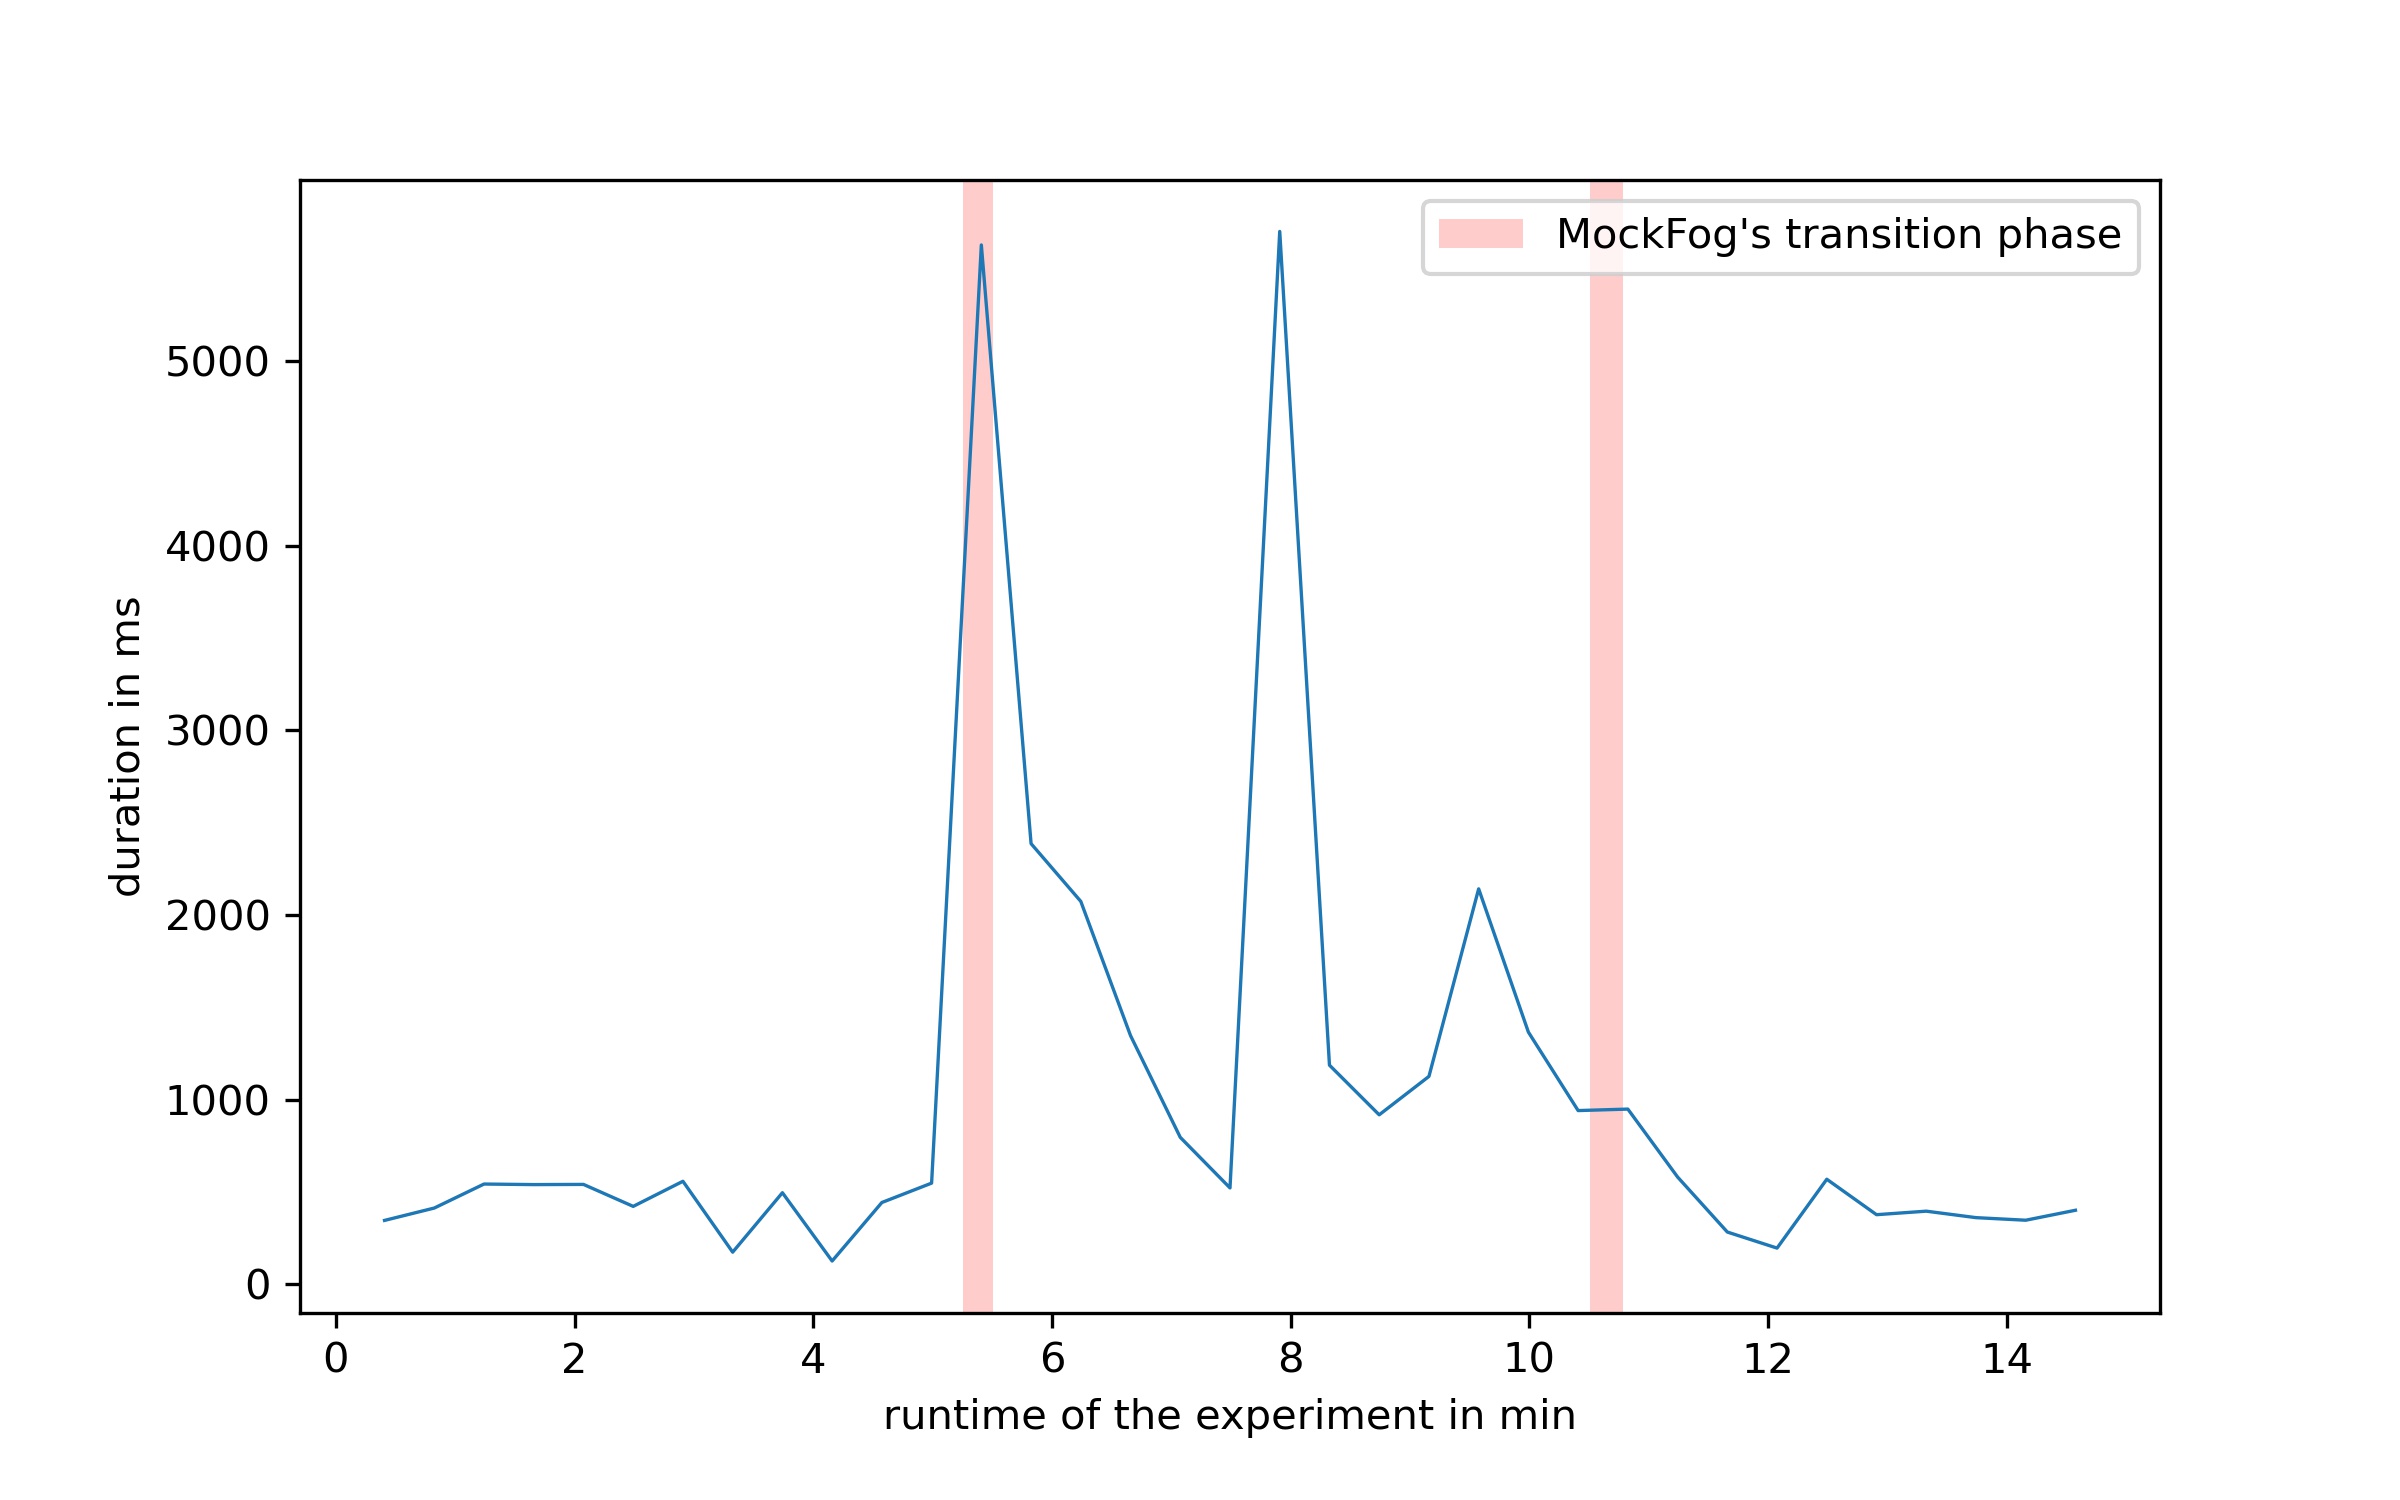 MockFog's transition phase
5000
4000
3000
2000
1000
0
duration in ms
0 2 4 6 8 10 12 14
runtime of the experiment in min